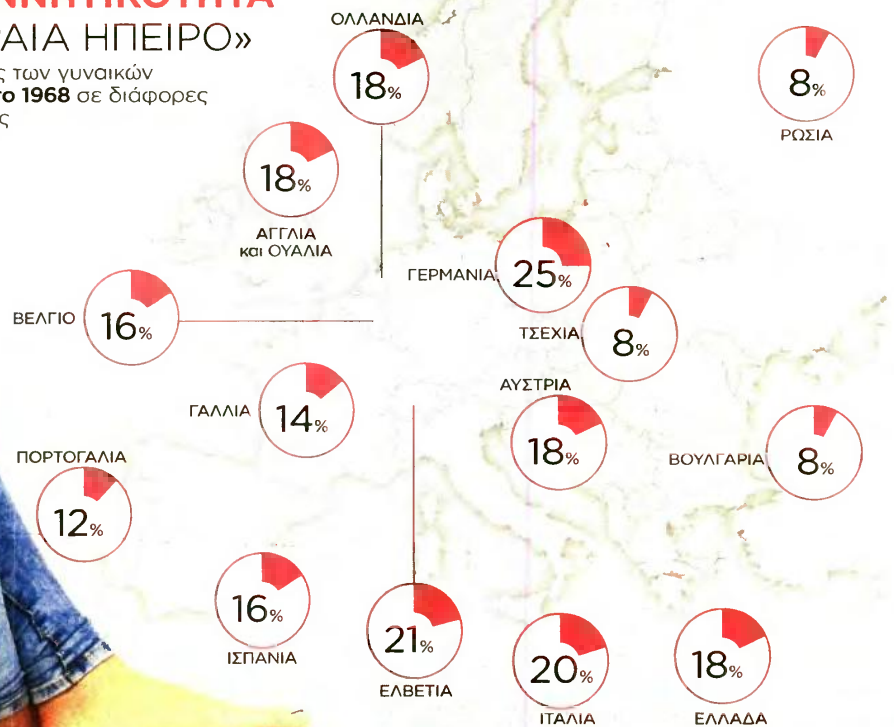 ΑΙΑ ΗΠΕΙΡΟ»
των γυναικών
1968 σε διάφορες
ΟΛΛΑΝΔΙΑ
18%
8%
ΡΩΣΙΑ
18%
ΑΓΓΛΙΑ
και ΟΥΑΛΙΑ
ΓΕΡΜΑΝΙΑ
25%
ΒΕΛΓΙΟ
16%
ΤΣΕΧΙΑ
8%
ΓΑΛΛΙΑ
14%
ΑΥΣΤΡΙΑ
18%
ΒΟΥΛΓΑΡΙΑ
8%
ΠΟΡΤΟΓΑΛΙΑ
12%
16%
ΙΣΠΑΝΙΑ
21%
ΕΛΒΕΤΙΑ
20%
ΙΤΑΛΙΑ
18%
ΕΛΛΑΔΑ